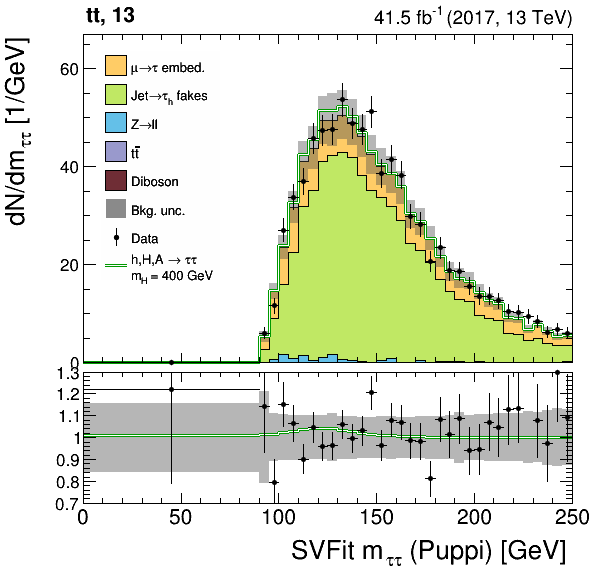 tt, 13
41.5 fb⁻¹ (2017, 13 TeV)
dN/dm_ττ [1/GeV]
60
40
20
0
μ→τ embed.
Jet→τ_h fakes
Z→ll
tt̄
Diboson
Bkg. unc.
Data
h,H,A → ττ
m_H = 400 GeV
1.3
1.2
1.1
1
0.9
0.8
0.7
0 50 100 150 200 250
SVFit m_ττ (Puppi) [GeV]